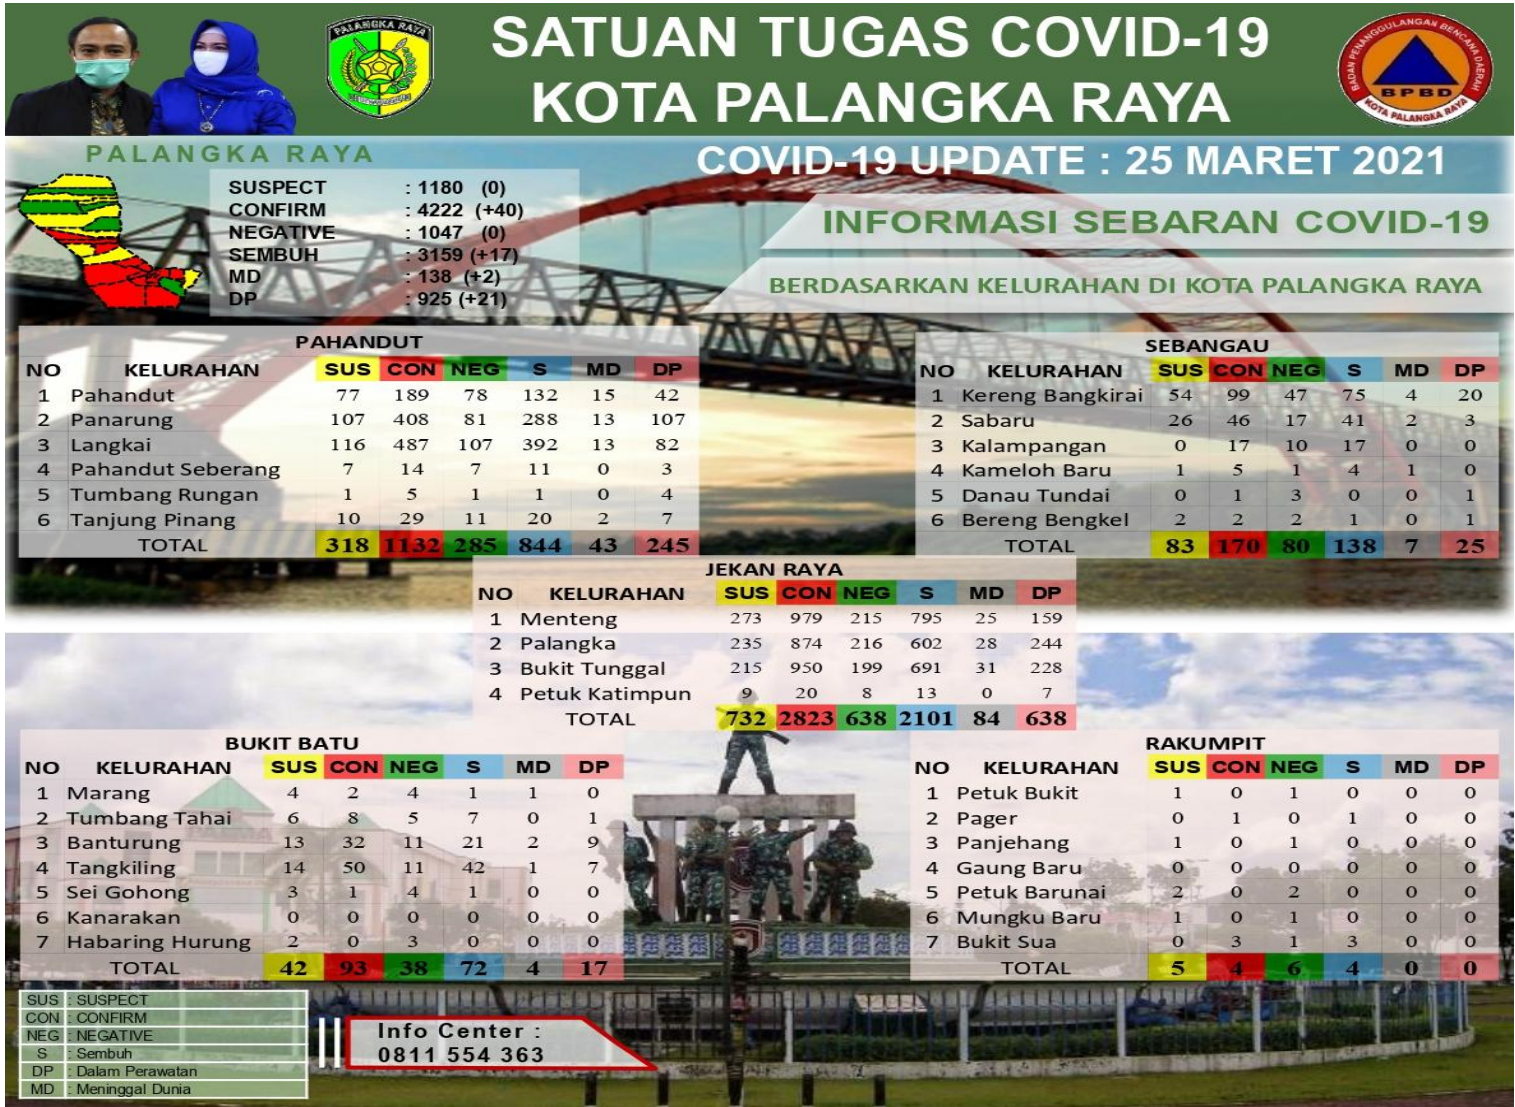 SATUAN TUGAS COVID-19
KOTA PALANGKA RAYA
PALANGKA RAYA
BADAN PENANGGULANGAN BENCANA DAERAH
BPBD
KOTA PALANGKA RAYA
PALANGKA RAYA
COVID-19 UPDATE : 25 MARET 2021
SUSPECT : 1180 (0)
CONFIRM : 4222 (+40)
NEGATIVE : 1047 (0)
SEMBUH : 3159 (+17)
MD : 138 (+2)
DP : 925 (+21)
INFORMASI SEBARAN COVID-19
BERDASARKAN KELURAHAN DI KOTA PALANGKA RAYA
PAHANDUT
NO KELURAHAN SUS CON NEG S MD DP
1 Pahandut 77 189 78 132 15 42
2 Panarung 107 408 81 288 13 107
3 Langkai 116 487 107 392 13 82
4 Pahandut Seberang 7 14 7 11 0 3
5 Tumbang Rungan 1 5 1 1 0 4
6 Tanjung Pinang 10 29 11 20 2 7
TOTAL 318 1132 285 844 43 245
SEBANGAU
NO KELURAHAN SUS CON NEG S MD DP
1 Kereng Bangkirai 54 99 47 75 4 20
2 Sabaru 26 46 17 41 2 3
3 Kalampangan 0 17 10 17 0 0
4 Kameloh Baru 1 5 1 4 1 0
5 Danau Tundai 0 1 3 0 0 1
6 Bereng Bengkel 2 2 2 1 0 1
TOTAL 83 170 80 138 7 25
JEKAN RAYA
NO KELURAHAN SUS CON NEG S MD DP
1 Menteng 273 979 215 795 25 159
2 Palangka 235 874 216 602 28 244
3 Bukit Tunggal 215 950 199 691 31 228
4 Petuk Katimpun 9 20 8 13 0 7
TOTAL 732 2823 638 2101 84 638
BUKIT BATU
NO KELURAHAN SUS CON NEG S MD DP
1 Marang 4 2 4 1 1 0
2 Tumbang Tahai 6 8 5 7 0 1
3 Banturung 13 32 11 21 2 9
4 Tangkiling 14 50 11 42 1 7
5 Sei Gohong 3 1 4 1 0 0
6 Kanarakan 0 0 0 0 0 0
7 Habaring Hurung 2 0 3 0 0 0
TOTAL 42 93 38 72 4 17
RAKUMPIT
NO KELURAHAN SUS CON NEG S MD DP
1 Petuk Bukit 1 0 1 0 0 0
2 Pager 0 1 0 1 0 0
3 Panjehang 1 0 1 0 0 0
4 Gaung Baru 0 0 0 0 0 0
5 Petuk Barunai 2 0 2 0 0 0
6 Mungku Baru 1 0 1 0 0 0
7 Bukit Sua 0 3 1 3 0 0
TOTAL 5 4 6 4 0 0
SUS : SUSPECT
CON : CONFIRM
NEG : NEGATIVE
S : Sembuh
DP : Dalam Perawatan
MD : Meninggal Dunia
Info Center :
0811 554 363